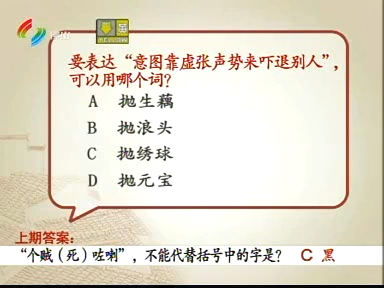 英
要表达“意图靠虚张声势来吓退别人”，
可以用哪个词？
A 抛生藕
B 抛浪头
C 抛绣球
D 抛元宝
上期答案：
“个贼（死）咗喇”，不能代替括号中的字是？ C 黑